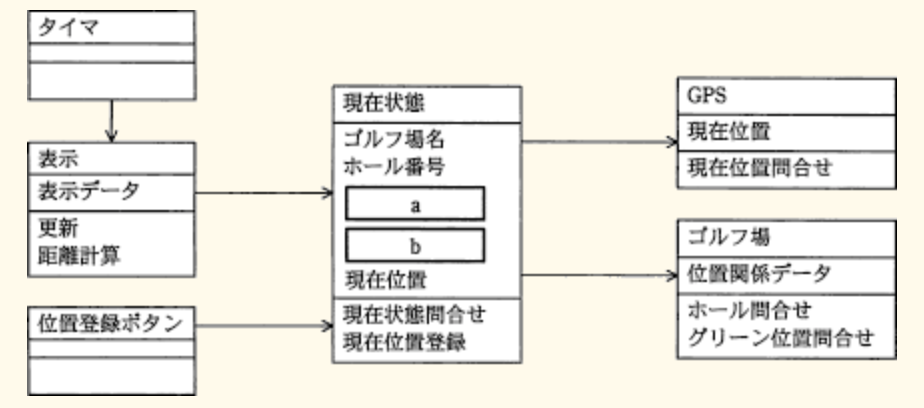 タイマ
表示
表示データ
更新
距離計算
位置登録ボタン
現在状態
ゴルフ場名
ホール番号
a
b
現在位置
現在状態問合せ
現在位置登録
GPS
現在位置
現在位置問合せ
ゴルフ場
位置関係データ
ホール問合せ
グリーン位置問合せ